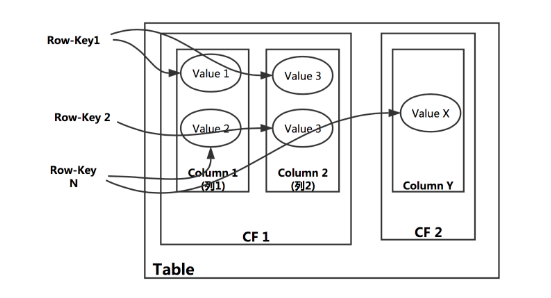 Row-Key1
Value 1
Value 3
Row-Key 2
Value 2
Value 3
Value X
Row-Key
N
Column 1
(列1)
Column 2
(列2)
Column Y
CF 1
CF 2
Table